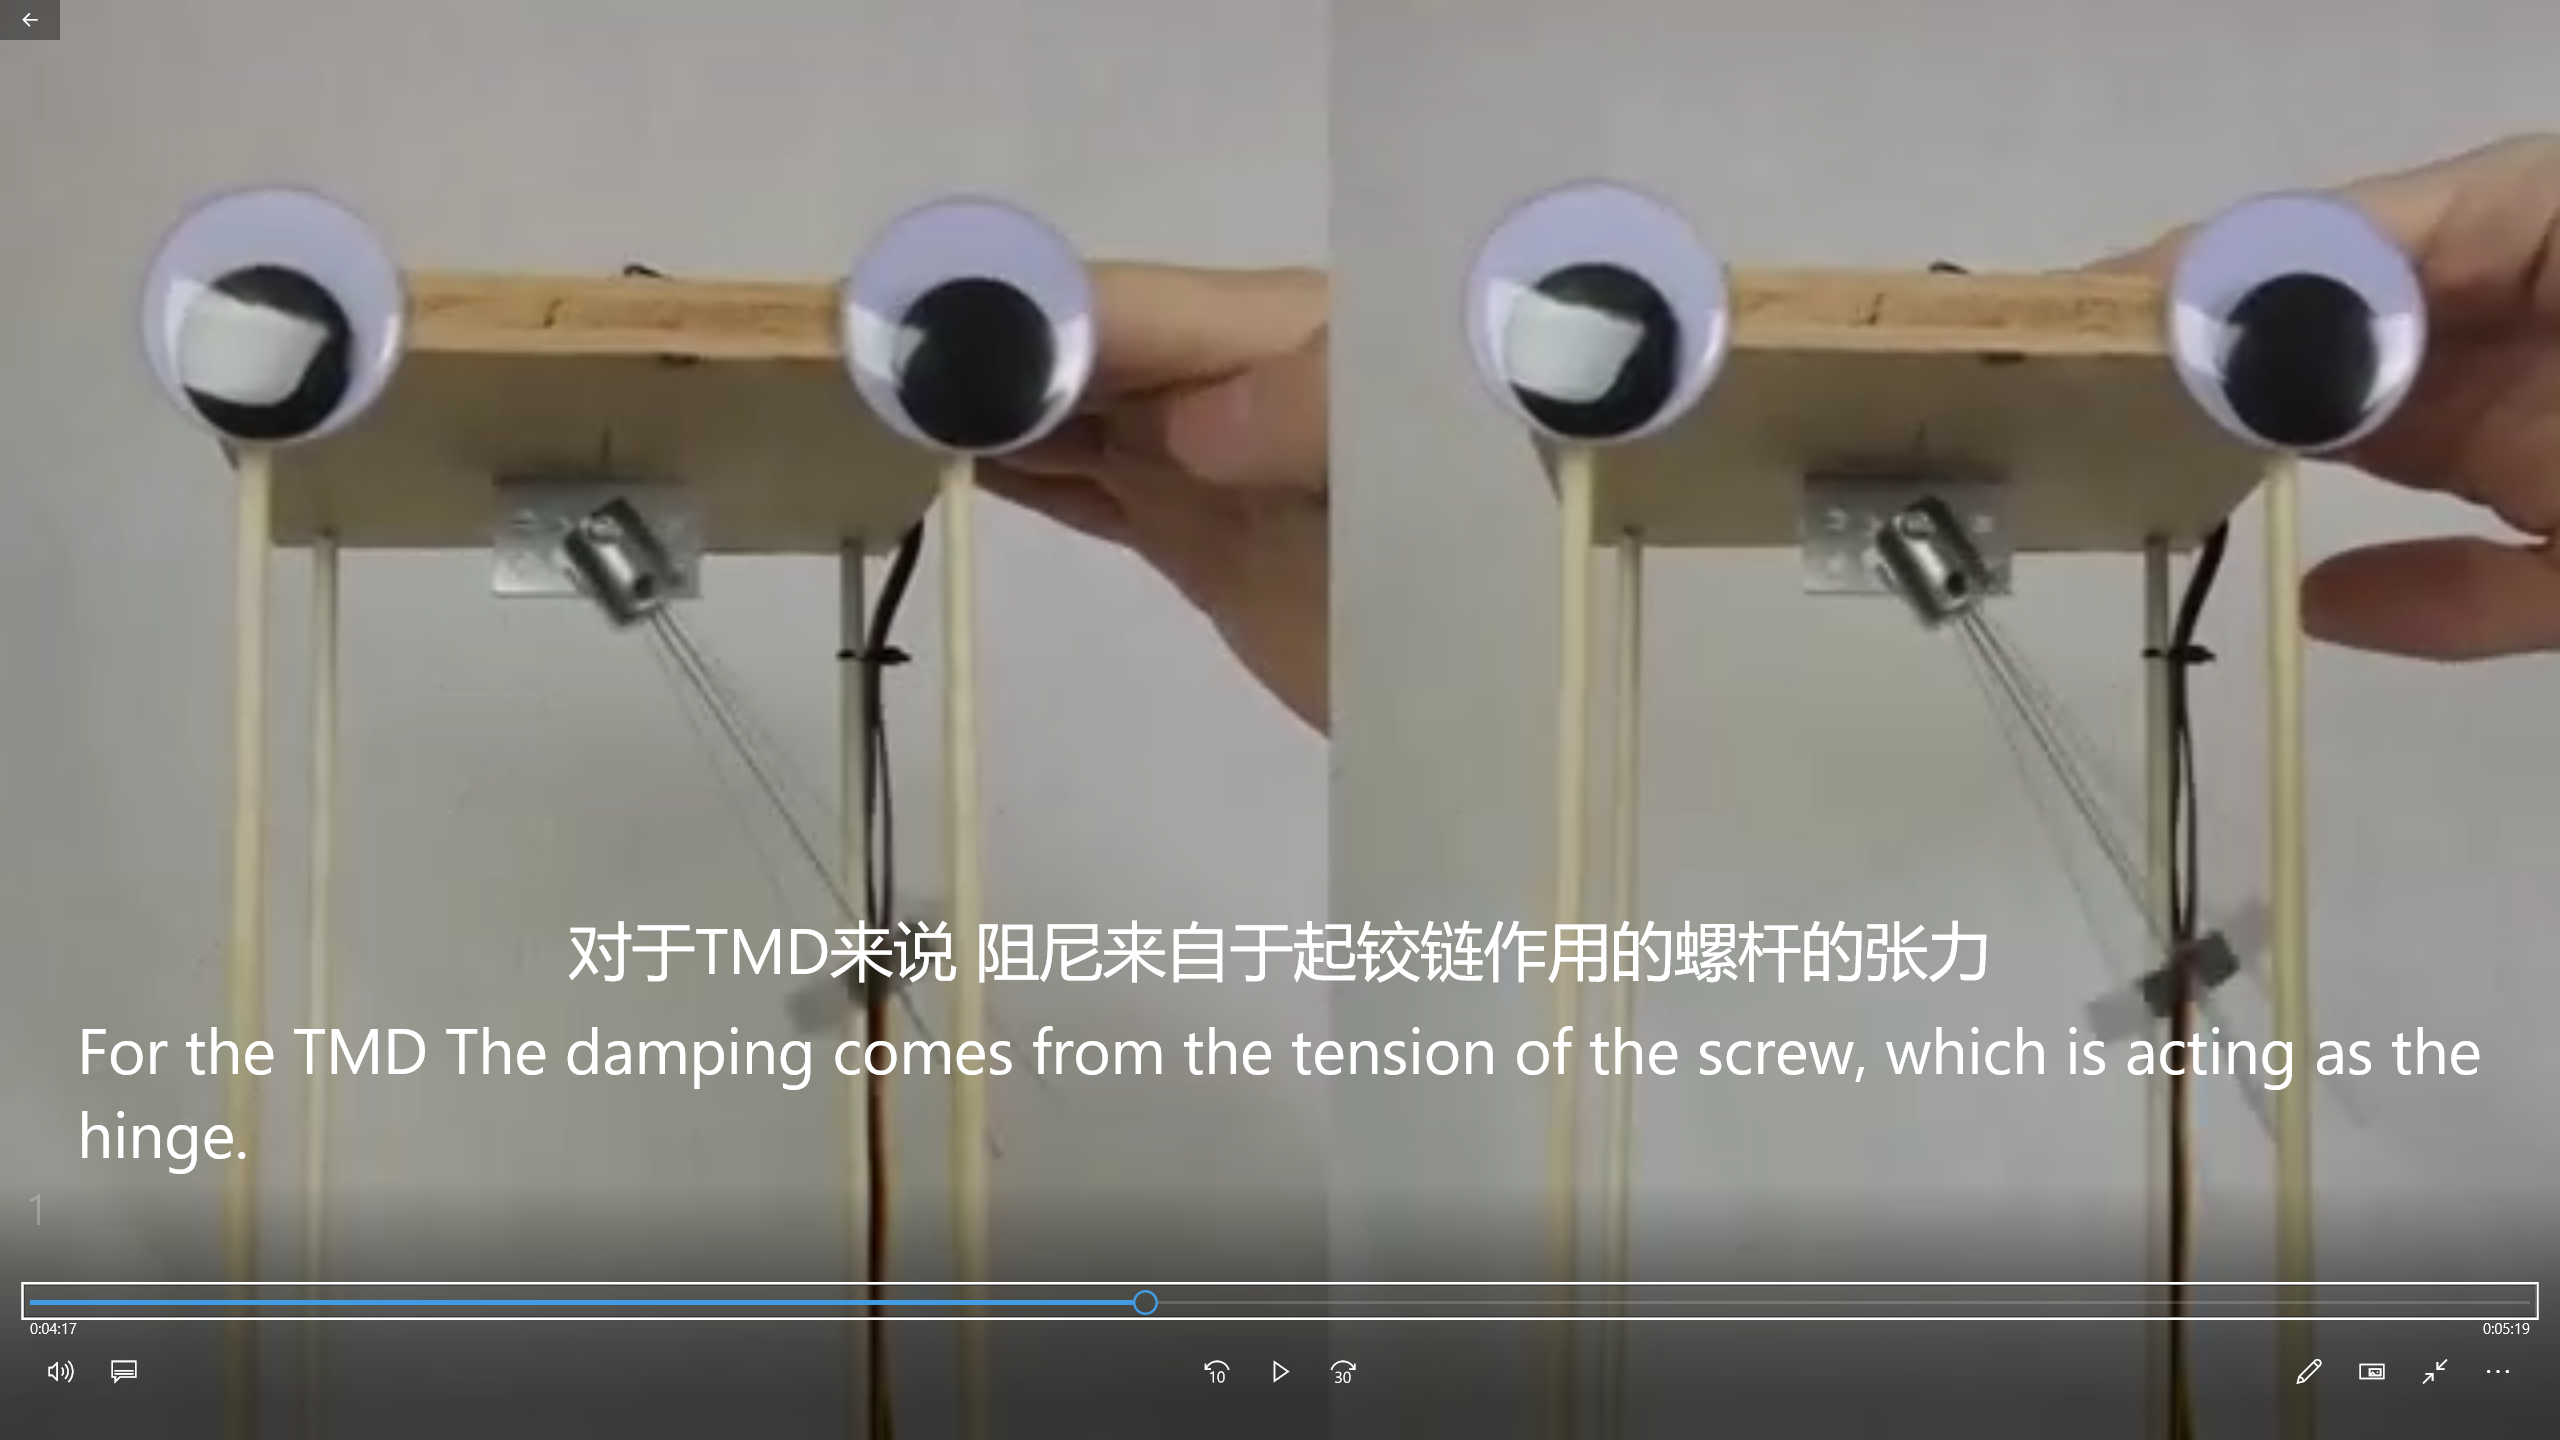 对于TMD来说 阻尼来自于起铰链作用的螺杆的张力
For the TMD The damping comes from the tension of the screw, which is acting as the
hinge.
1
0:04:17
0:05:19
10
30